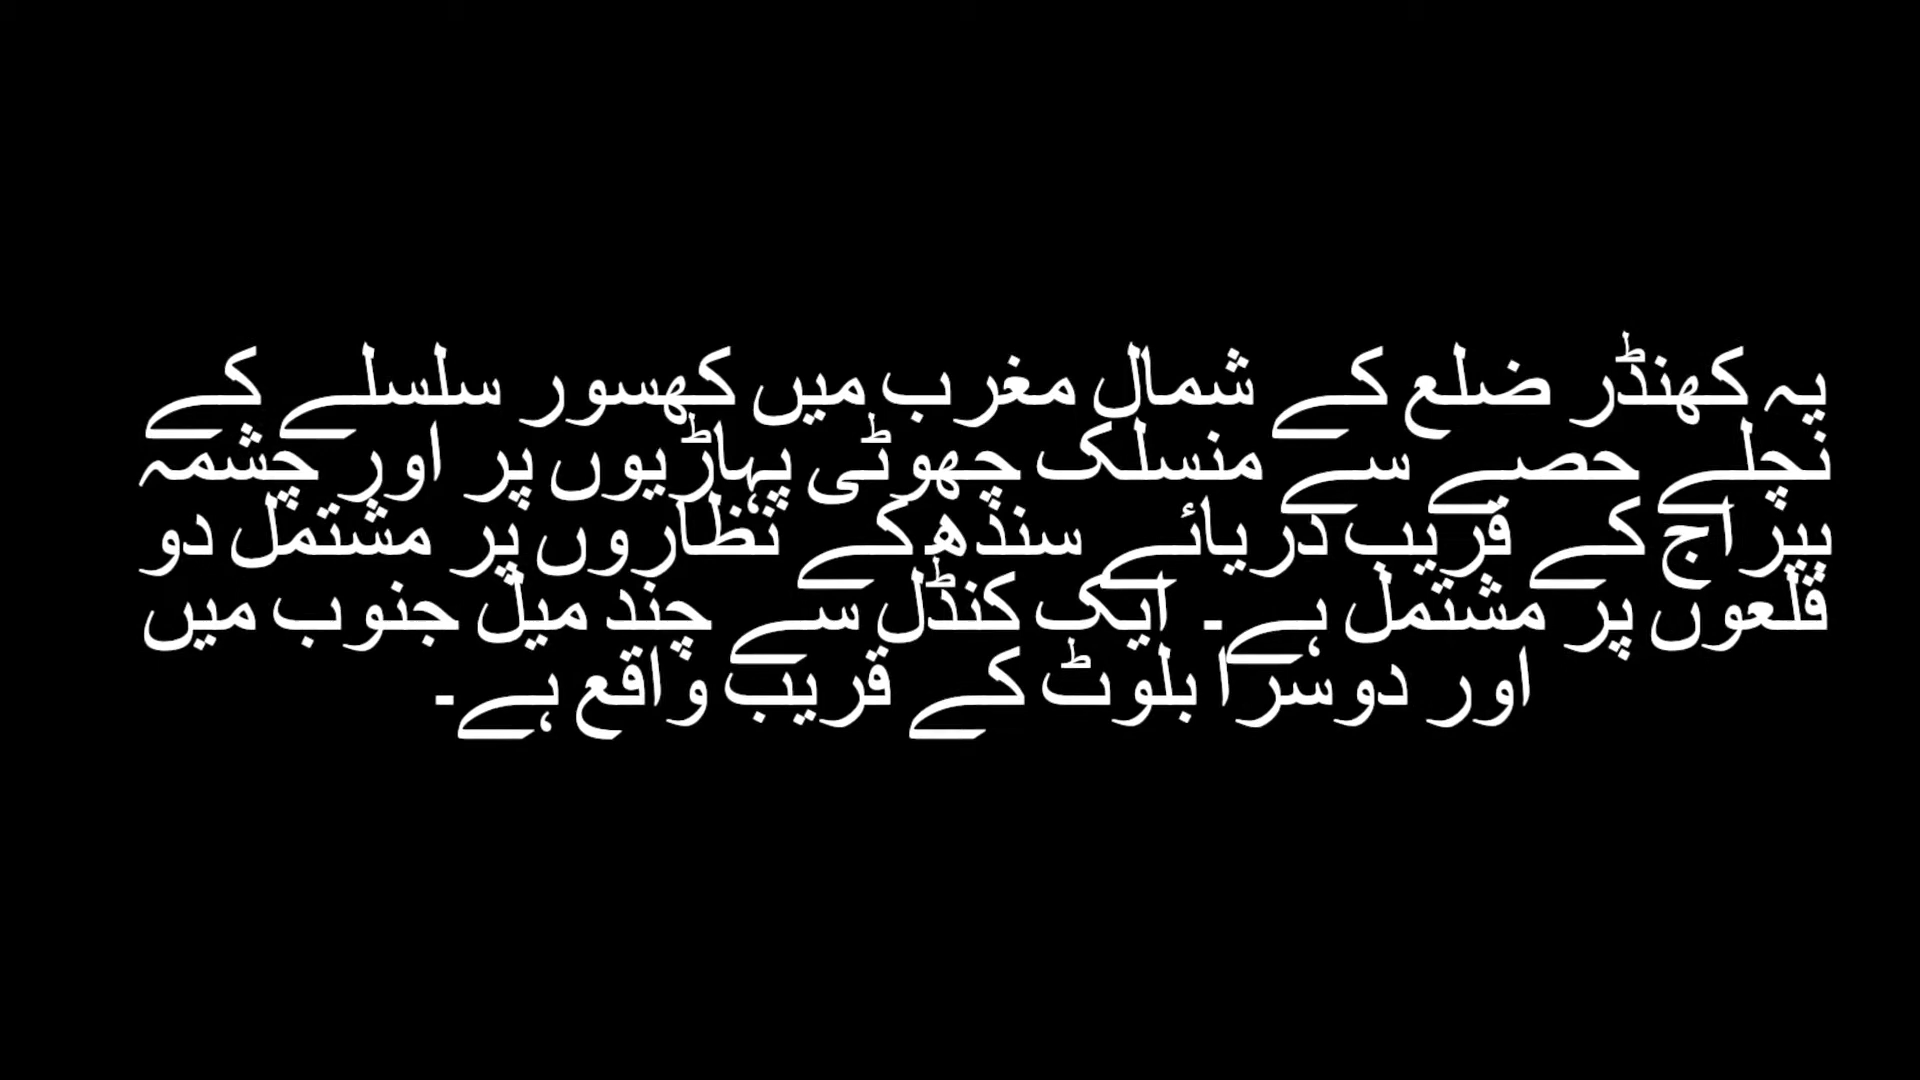 یہ کھنڈر ضلع کے شمال مغرب میں کھسور سلسلے کے
نچلے حصے سے منسلک چھوٹی پہاڑیوں پر اور چشمہ
بیراج کے قریب دریائے سندھ کے نظاروں پر مشتمل دو
قلعوں پر مشتمل ہے۔ ایک کنڈل سے چند میل جنوب میں
اور دوسرا بلوٹ کے قریب واقع ہے۔